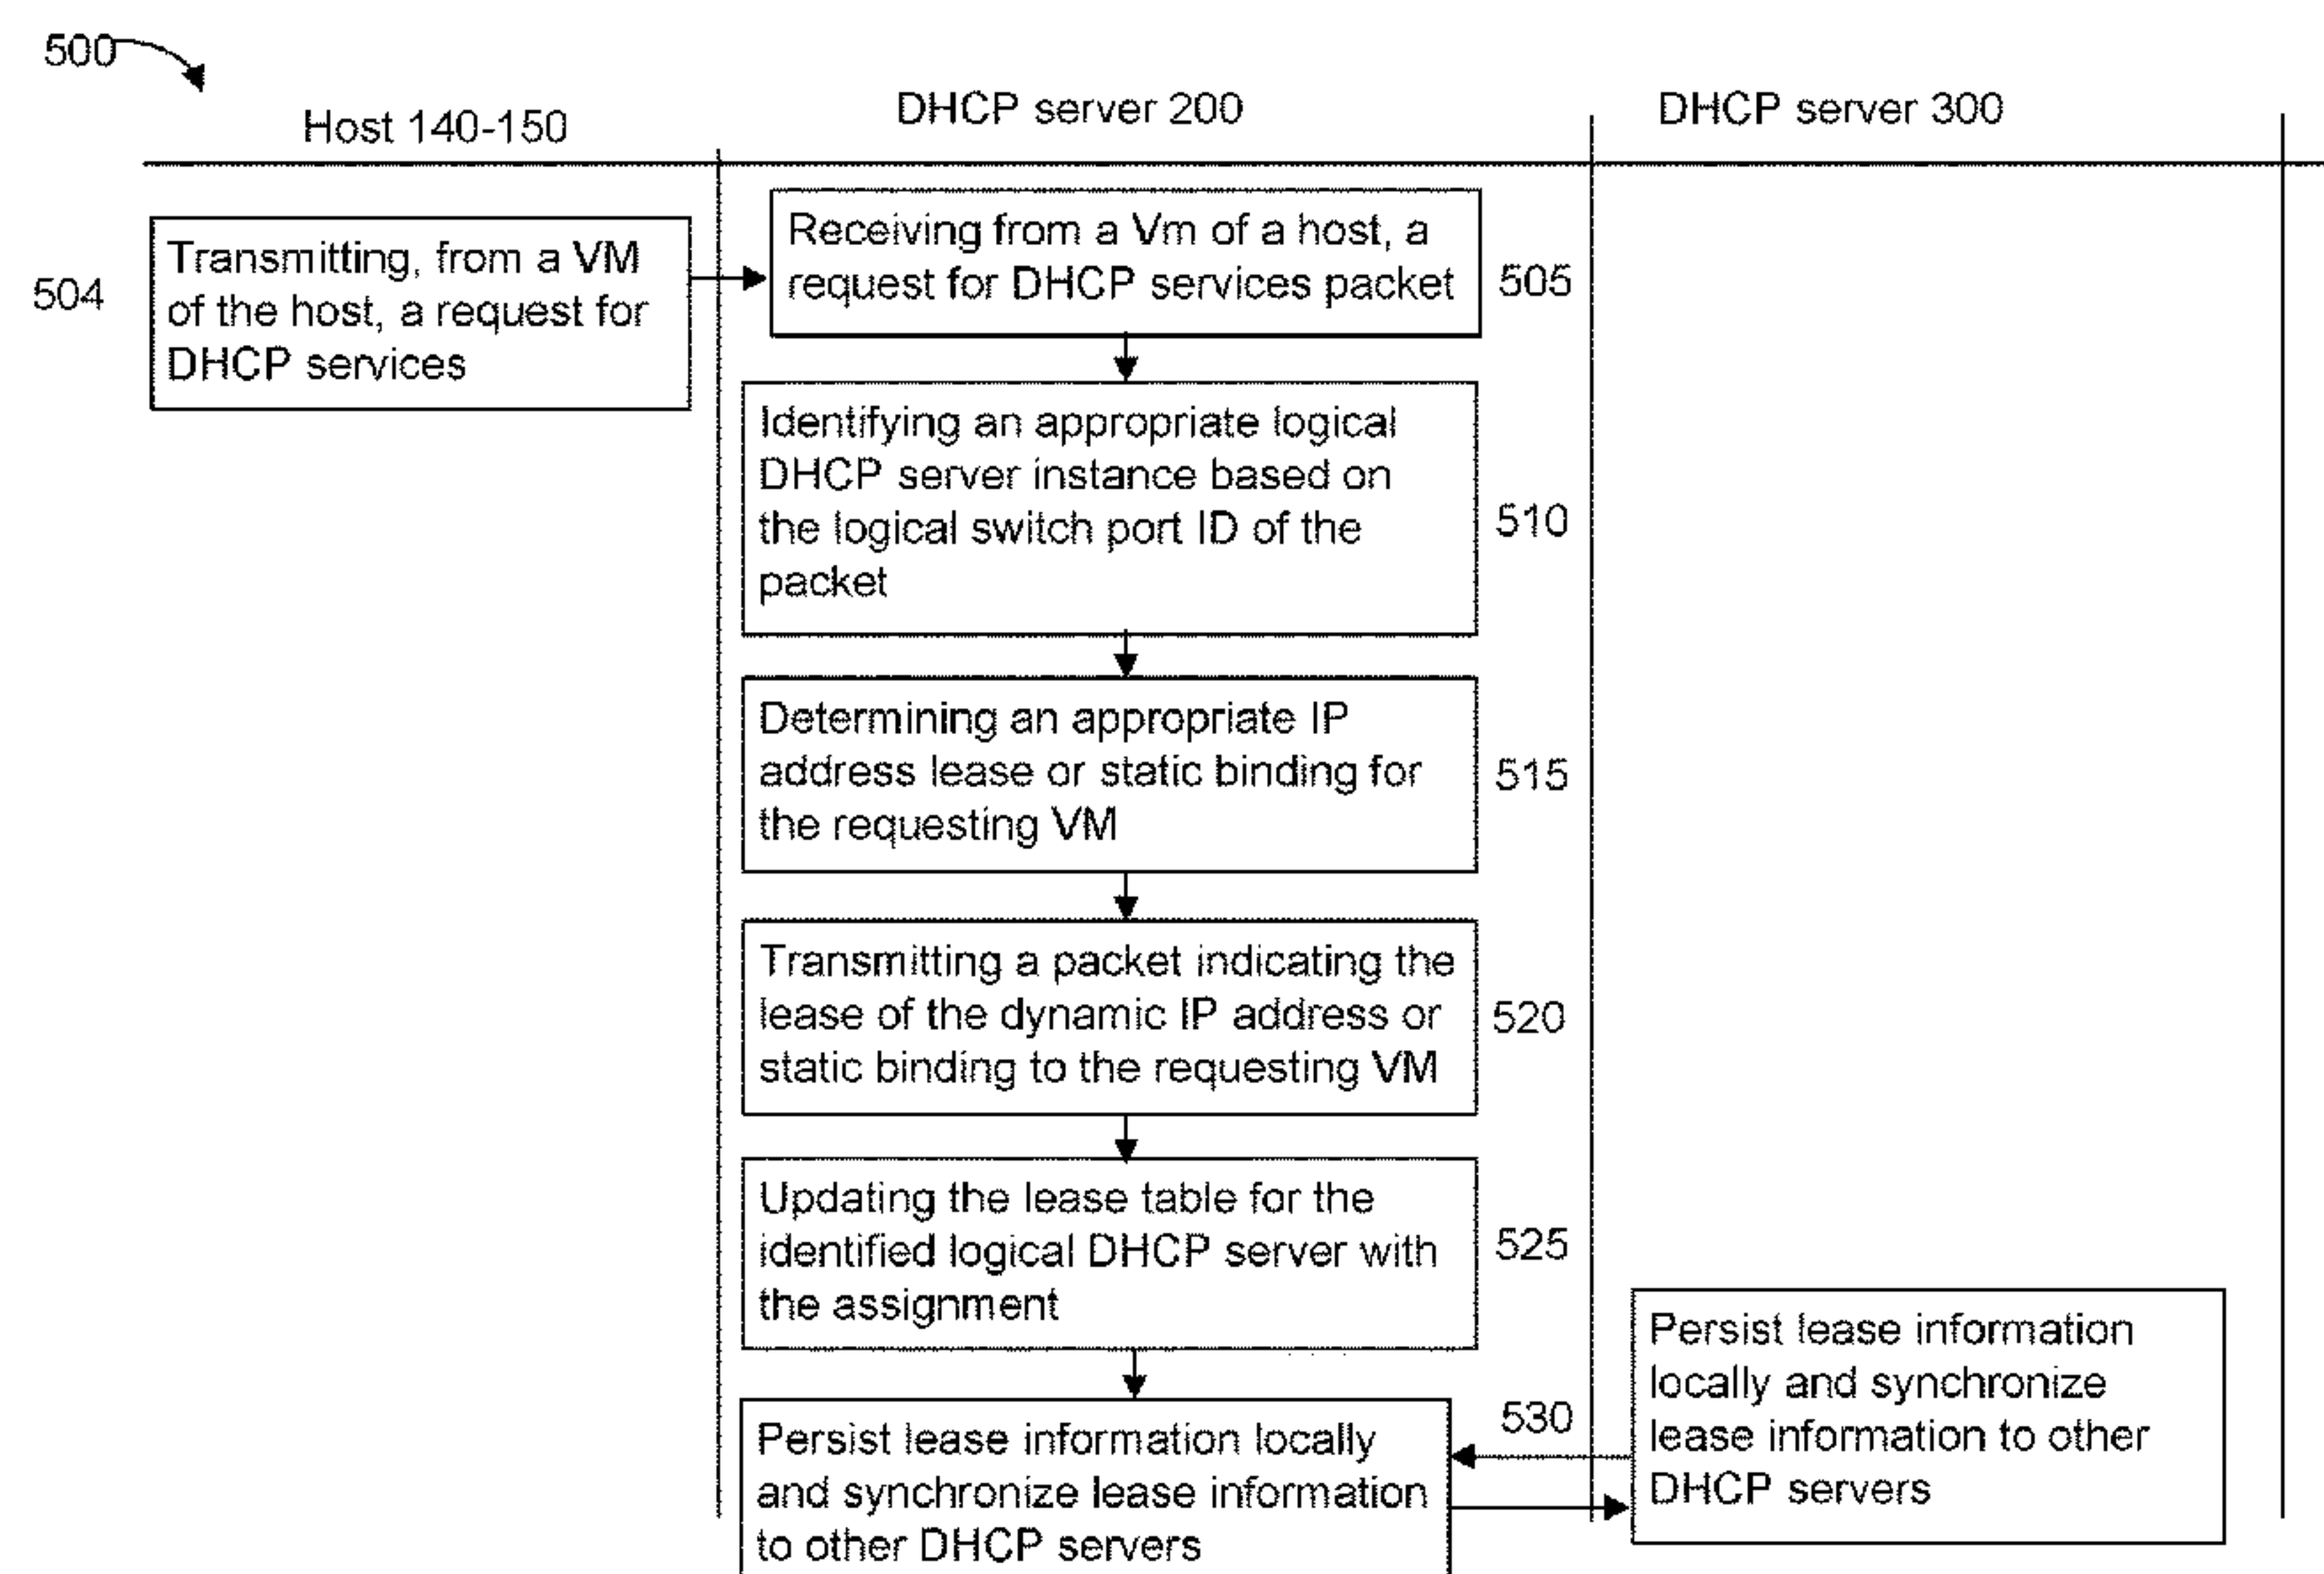 500
Host 140-150
DHCP server 200
DHCP server 300
504
Transmitting, from a VM
of the host, a request for
DHCP services
Receiving from a Vm of a host, a
request for DHCP services packet
505
Identifying an appropriate logical
DHCP server instance based on
the logical switch port ID of the
packet
510
Determining an appropriate IP
address lease or static binding for
the requesting VM
515
Transmitting a packet indicating the
lease of the dynamic IP address or
static binding to the requesting VM
520
Updating the lease table for the
identified logical DHCP server with
the assignment
525
Persist lease information locally
and synchronize lease information
to other DHCP servers
530
Persist lease information
locally and synchronize
lease information to other
DHCP servers